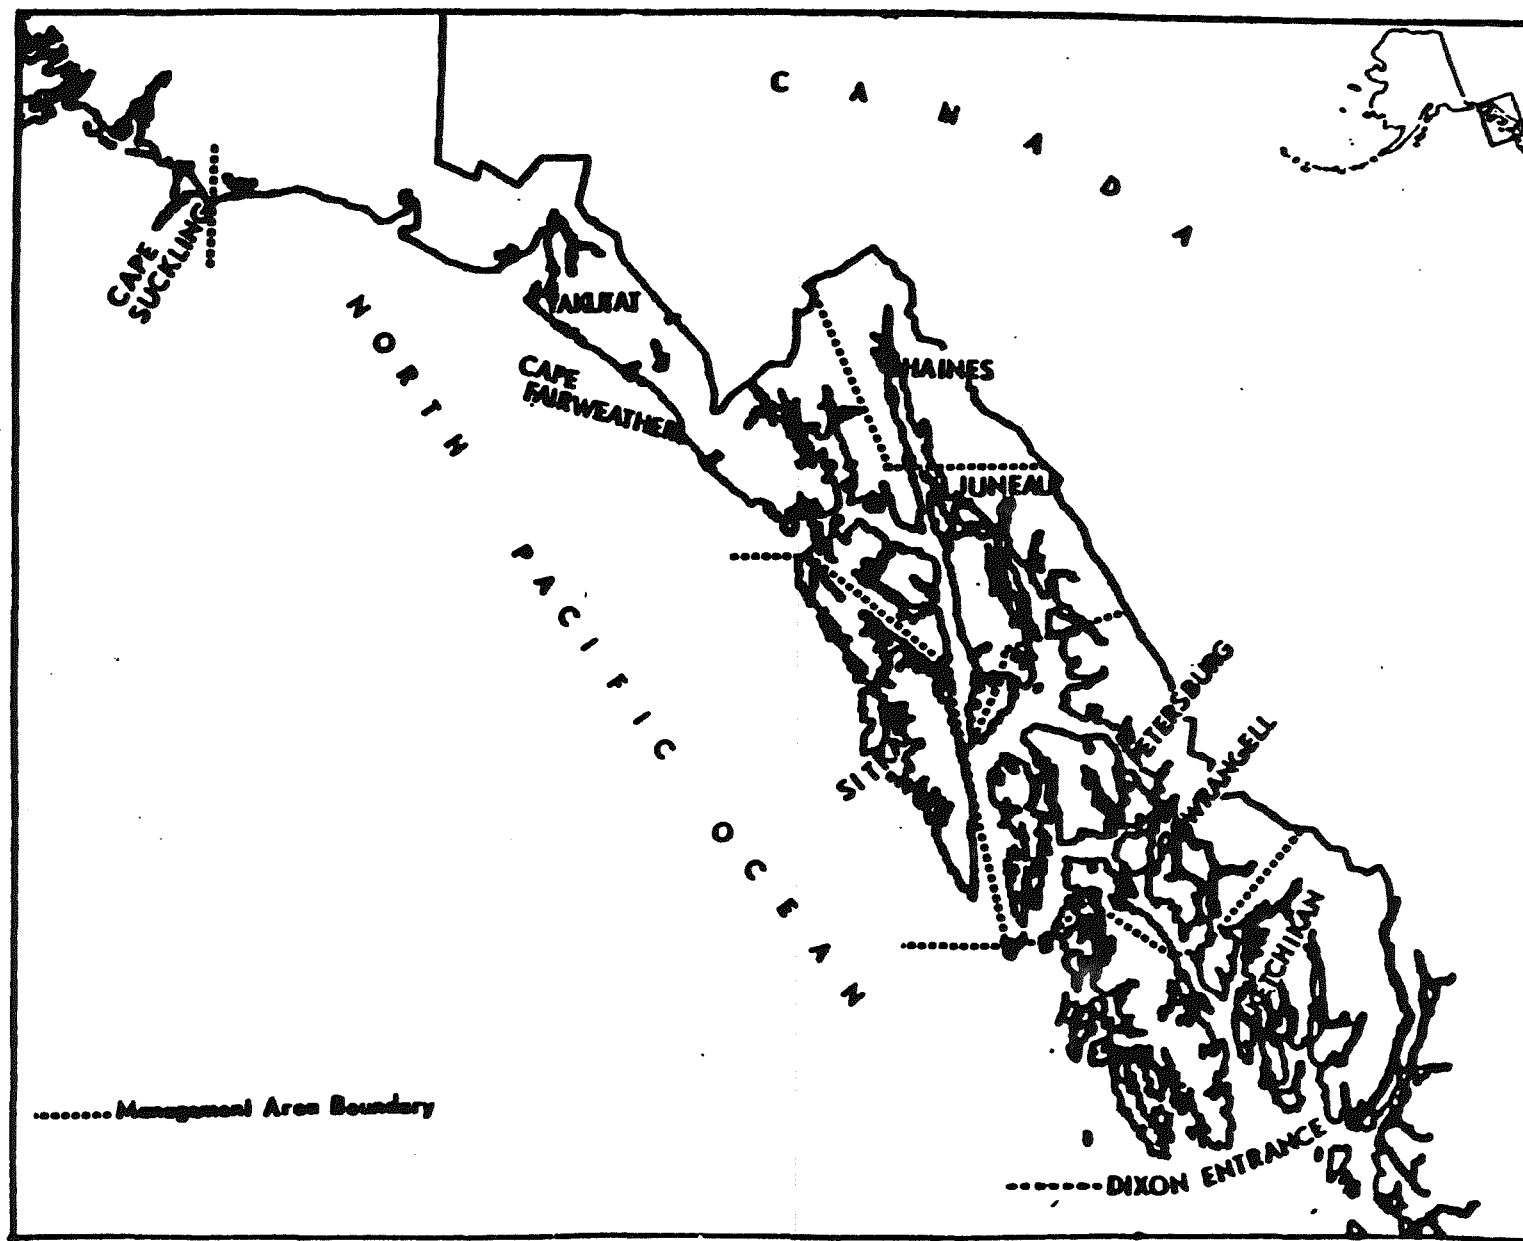 CANADA
CAPE
SUCKLING
YAKUTAT
NORTH PACIFIC OCEAN
CAPE
FAIRWEATHER
HAINES
JUNEAU
PETERSBURG
WRANGELL
SITKA
KETCHIKAN
Management Area Boundary
DIXON ENTRANCE